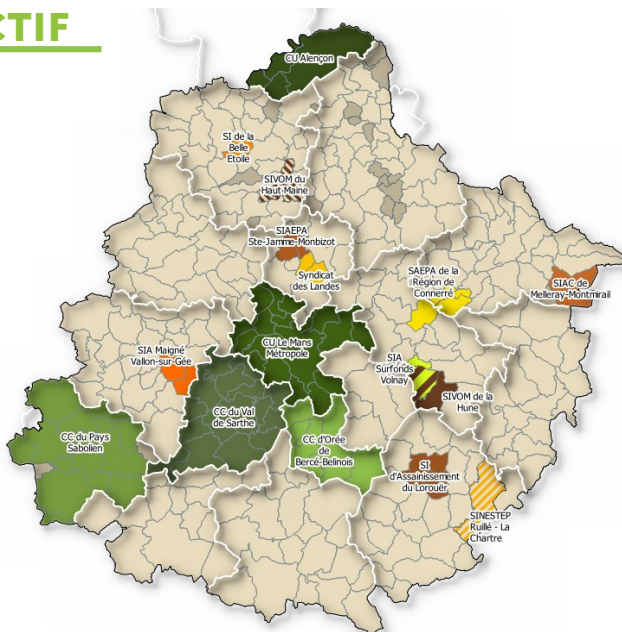 CTIF
CU Alençon
SI de la
Belle
Etoile
SIVOM du
Haut Maine
SIAEPA
Ste-Jamme-Monbizot
Syndicat
des Landes
SAEPA de la
Région de
Connerré
SIAC de
Melleray-Montmirail
CU Le Mans
Métropole
SIA Maigné
Vallon-sur-Gée
SIA
Surfonds
Volnay
SIVOM de la
Hune
CC du Val
de Sarthe
CC du Pays
Sabolien
CC d'Orée
de
Bercé-Belinois
SI
d'Assainissement
du Lorouër
SINESTEP
Ruillé - La
Chartre